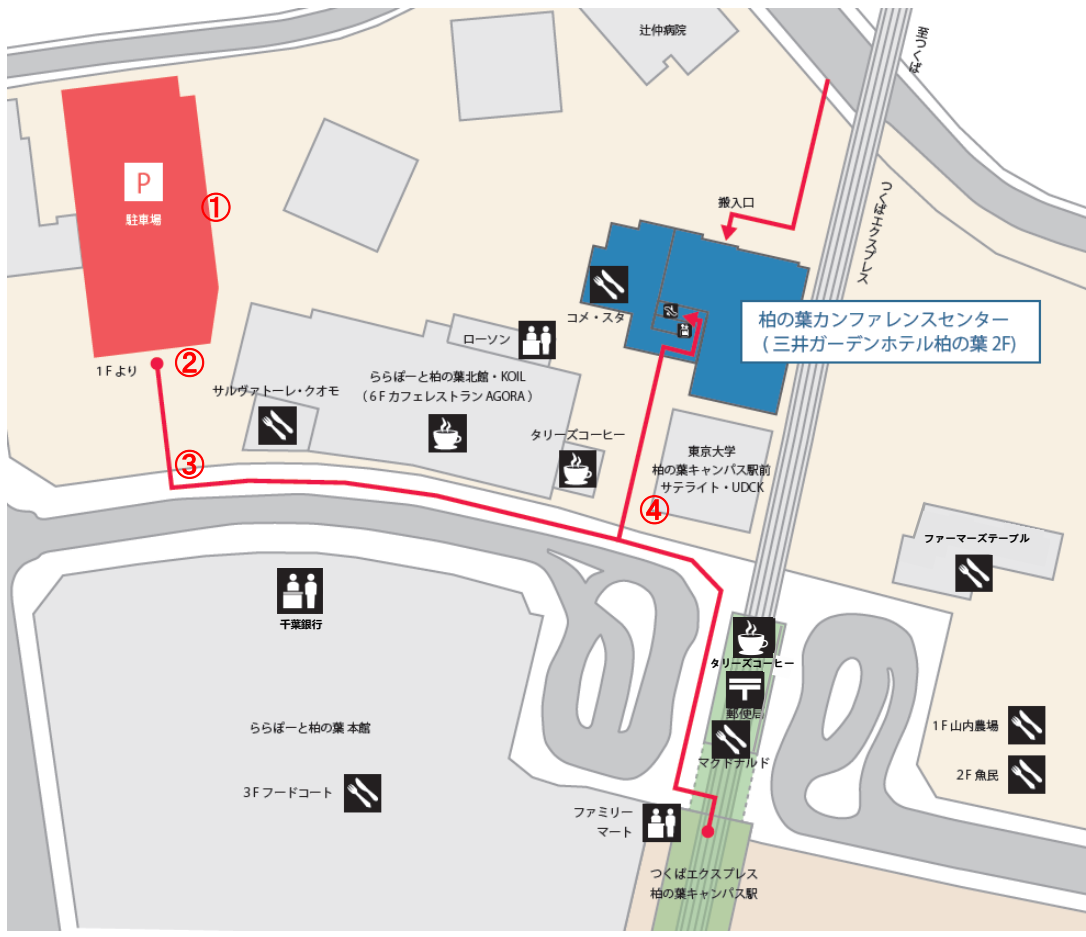 辻仲病院
至つくば
P
駐車場
①
搬入口
つくばエクスプレス
コメ・スタ
柏の葉カンファレンスセンター
(三井ガーデンホテル柏の葉 2F)
②
1Fより
ローソン
ららぽーと柏の葉北館・KOIL
(6FカフェレストランAGORA)
サルヴァトーレ・クオモ
タリーズコーヒー
③
東京大学
柏の葉キャンパス駅前
サテライト・UDCK
④
ファーマーズテーブル
千葉銀行
タリーズコーヒー
郵便局
マクドナルド
ららぽーと柏の葉 本館
3Fフードコート
1F山内農場
2F魚民
ファミリー
マート
つくばエクスプレス
柏の葉キャンパス駅